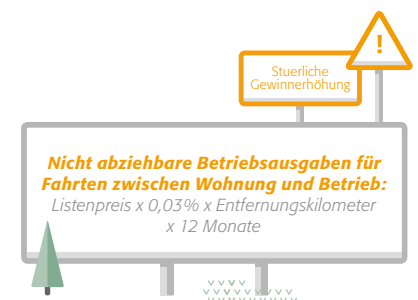 !
Stuerliche
Gewinnerhöhung
Nicht abziehbare Betriebsausgaben für
Fahrten zwischen Wohnung und Betrieb:
Listenpreis x 0,03% x Entfernungskilometer
x 12 Monate